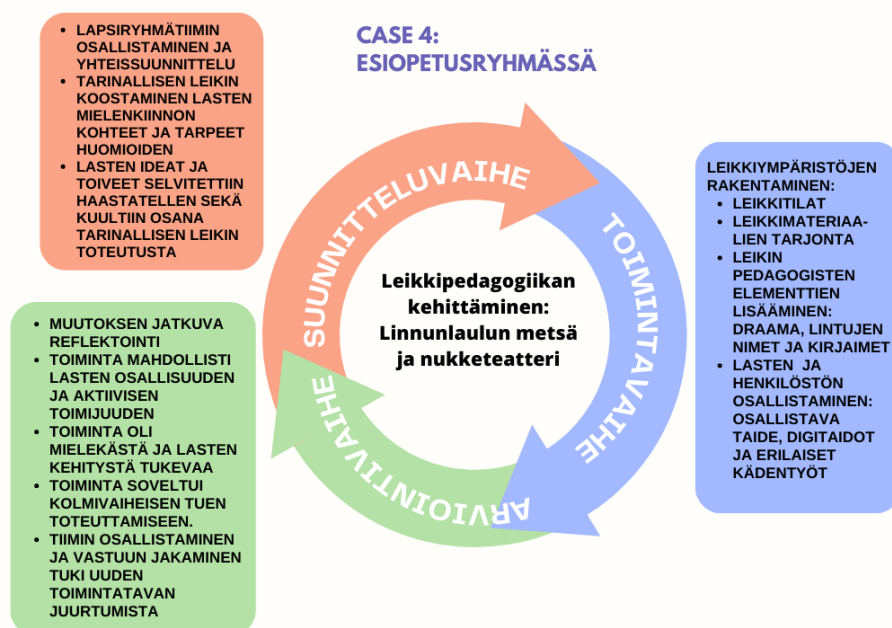 CASE 4:
ESIOPETUSRYHMÄSSÄ
• LAPSIRYHMÄTIIMIN
OSALLISTAMINEN JA
YHTEISSUUNNITTELU
• TARINALLISEN LEIKIN
KOOSTAMINEN LASTEN
MIELENKIINNON
KOHTEET JA TARPEET
HUOMIOIDEN
• LASTEN IDEAT JA
TOIVEET SELVITETTIIN
HAASTATELLEN SEKÄ
KUULTIIN OSANA
TARINALLISEN LEIKIN
TOTEUTUSTA
SUUNNITTELUVAIHE
TOIMINTAVAIHE
ARVIOINTIVAIHE
Leikkipedagogiikan
kehittäminen:
Linnunlaulun metsä
ja nukketeatteri
LEIKKIYMPÄRISTÖJEN
RAKENTAMINEN:
• LEIKKITILAT
• LEIKKIMATERIAA-
LIEN TARJONTA
• LEIKIN
PEDAGOGISTEN
ELEMENTTIEN
LISÄÄMINEN:
DRAAMA, LINTUJEN
NIMET JA KIRJAIMET
• LASTEN JA
HENKILÖSTÖN
OSALLISTAMINEN:
OSALLISTAVA
TAIDE, DIGITAIDOT
JA ERILAISET
KÄDENTYÖT
• MUUTOKSEN JATKUVA
REFLEKTOINTI
• TOIMINTA MAHDOLLISTI
LASTEN OSALLISUUDEN
JA AKTIIVISEN
TOIMIJUUDEN
• TOIMINTA OLI
MIELEKÄSTÄ JA LASTEN
KEHITYSTÄ TUKEVAA
• TOIMINTA SOVELTUI
KOLMIVAIHEISEN TUEN
TOTEUTTAMISEEN.
• TIIMIN OSALLISTAMINEN
JA VASTUUN JAKAMINEN
TUKI UUDEN
TOIMINTATAVAN
JUURTUMISTA